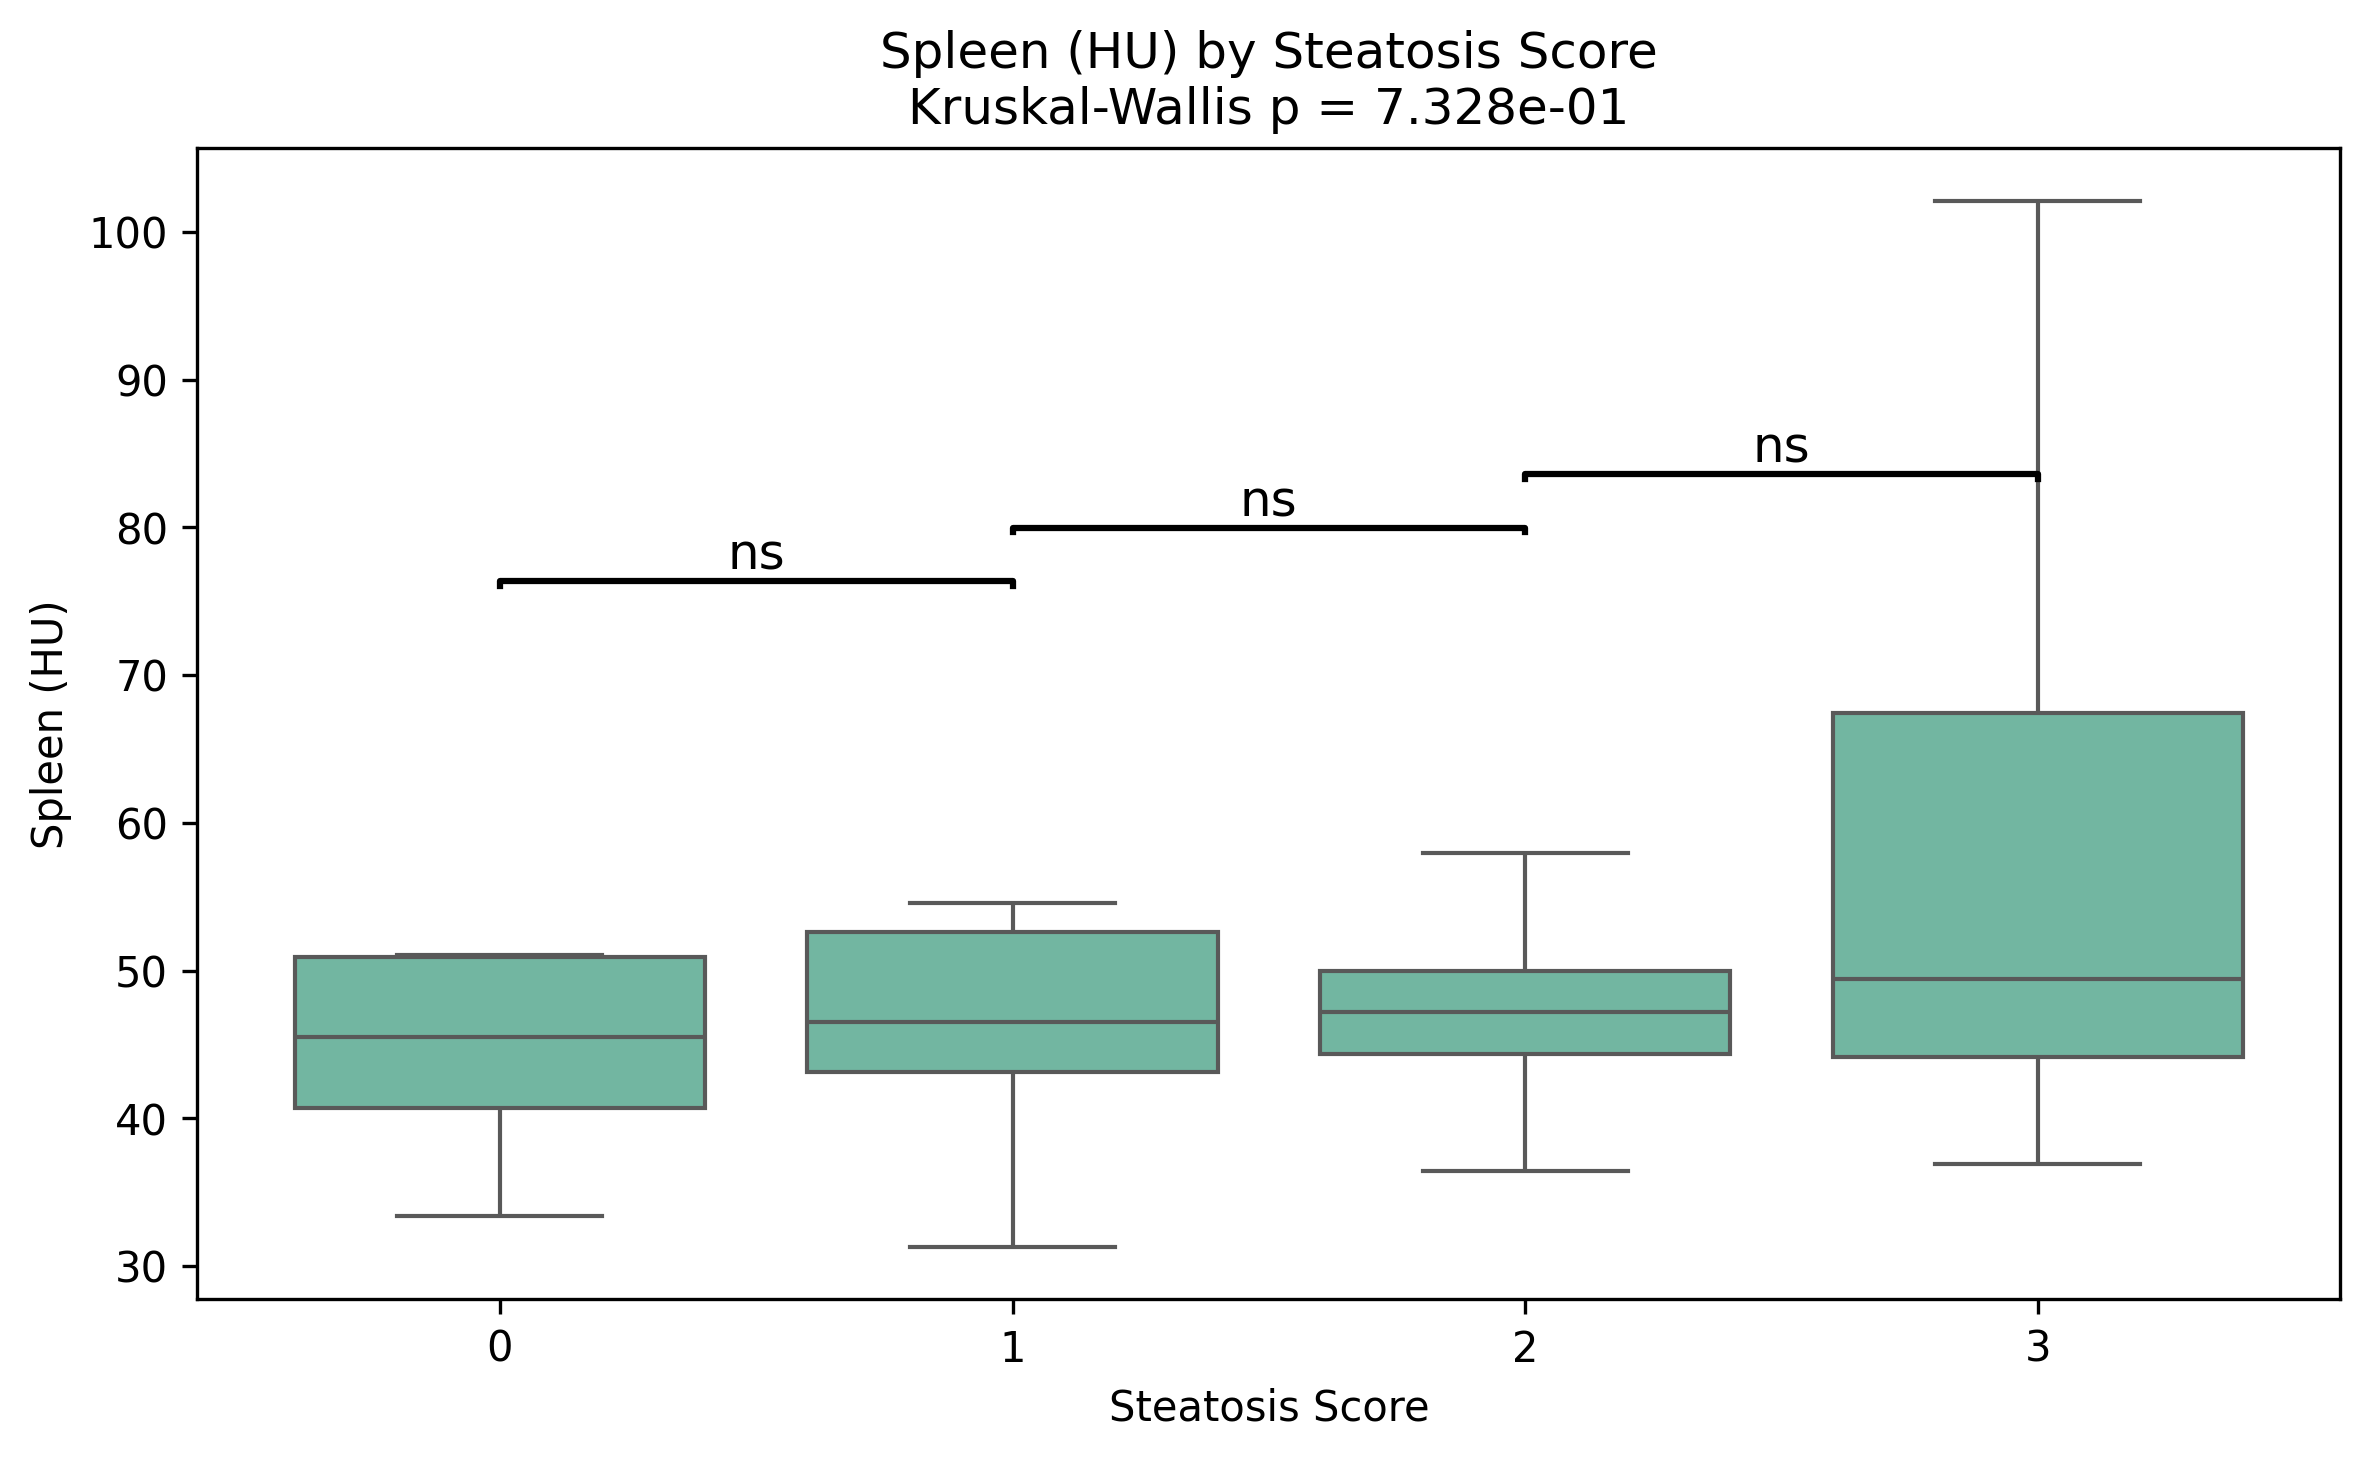 Spleen (HU) by Steatosis Score
Kruskal-Wallis p = 7.328e-01
100
90
80
70
60
50
40
30
Spleen (HU)
ns
ns
ns
0
1
2
3
Steatosis Score